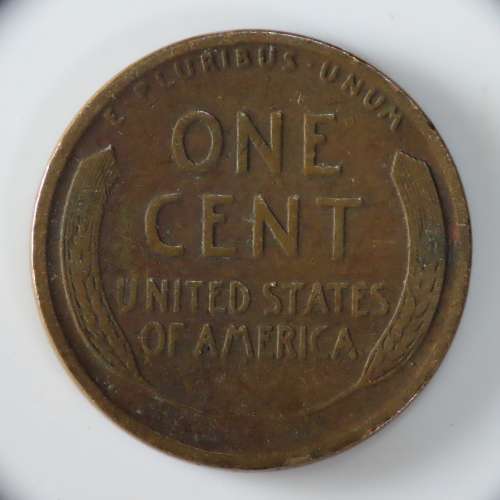 E·PLURIBUS·UNUM
ONE
CENT
UNITED STATES
OF AMERICA